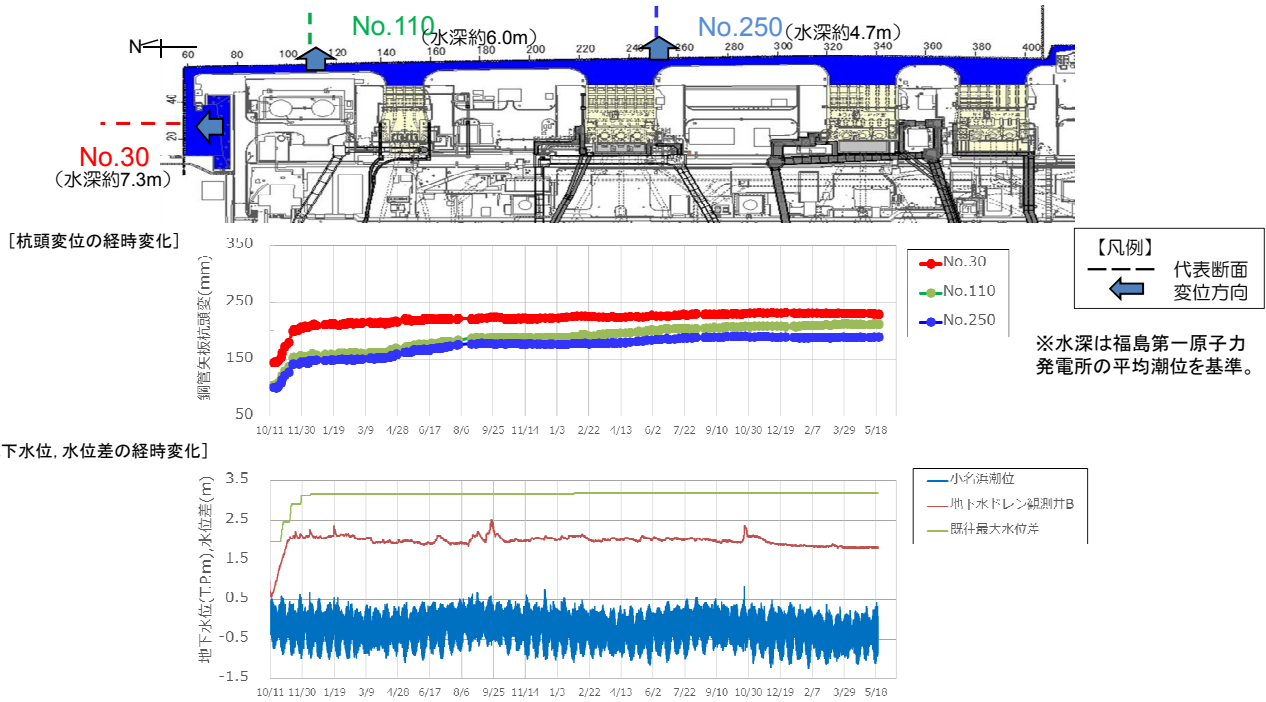 No.110
(水深約6.0m)
No.250
(水深約4.7m)
N
60 80 100 120 140 160 180 200 220 240 260 280 300 320 340 360 380 400
40
20
No.30
(水深約7.3m)
[杭頭変位の経時変化]
鋼管矢板杭頭変(mm)
350
250
150
50
10/11 11/30 1/19 3/9 4/28 6/17 8/6 9/25 11/14 1/3 2/22 4/13 6/2 7/22 9/10 10/30 12/19 2/7 3/29 5/18
No.30
No.110
No.250
【凡例】
代表断面
変位方向
※水深は福島第一原子力
発電所の平均潮位を基準。
下水位, 水位差の経時変化]
地下水位(T.P.m),水位差(m)
3.5
2.5
1.5
0.5
-0.5
-1.5
10/11 11/30 1/19 3/9 4/28 6/17 8/6 9/25 11/14 1/3 2/22 4/13 6/2 7/22 9/10 10/30 12/19 2/7 3/29 5/18
小名浜潮位
地下水ドレン観測井B
既往最大水位差